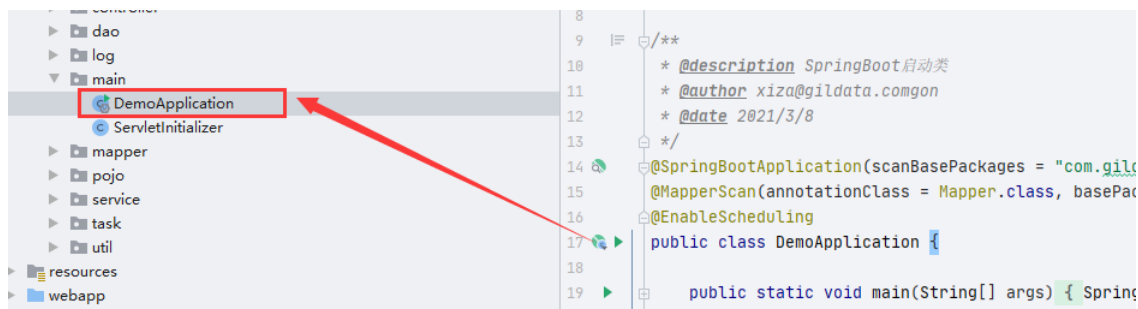 controller
dao
log
main
DemoApplication
ServletInitializer
mapper
pojo
service
task
util
resources
webapp
8
9 /**
10 * @description SpringBoot启动类
11 * @author xiza@gildata.comgon
12 * @date 2021/3/8
13 */
14 @SpringBootApplication(scanBasePackages = "com.gild
15 @MapperScan(annotationClass = Mapper.class, basePac
16 @EnableScheduling
17 public class DemoApplication {
18
19 public static void main(String[] args) { Spring